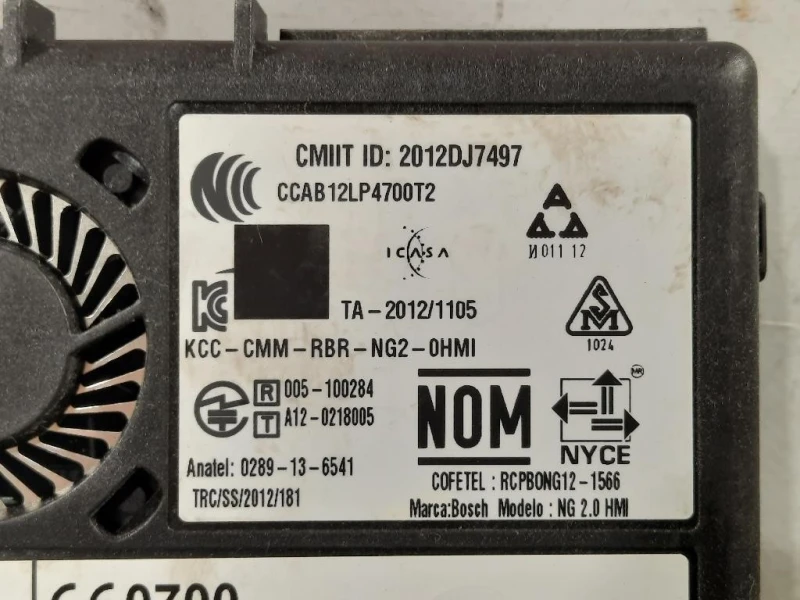 CMIIT ID: 2012DJ7497
CCAB12LP4700T2
ICASA
И011 12
TA-2012/1105
1024
KCC-CMM-RBR-NG2-0HMI
R 005-100284
T A12-0218005
NOM
NYCE
Anatel: 0289-13-6541
COFETEL: RCPBONG12-1566
TRC/SS/2012/181
Marca:Bosch Modelo: NG 2.0 HMI